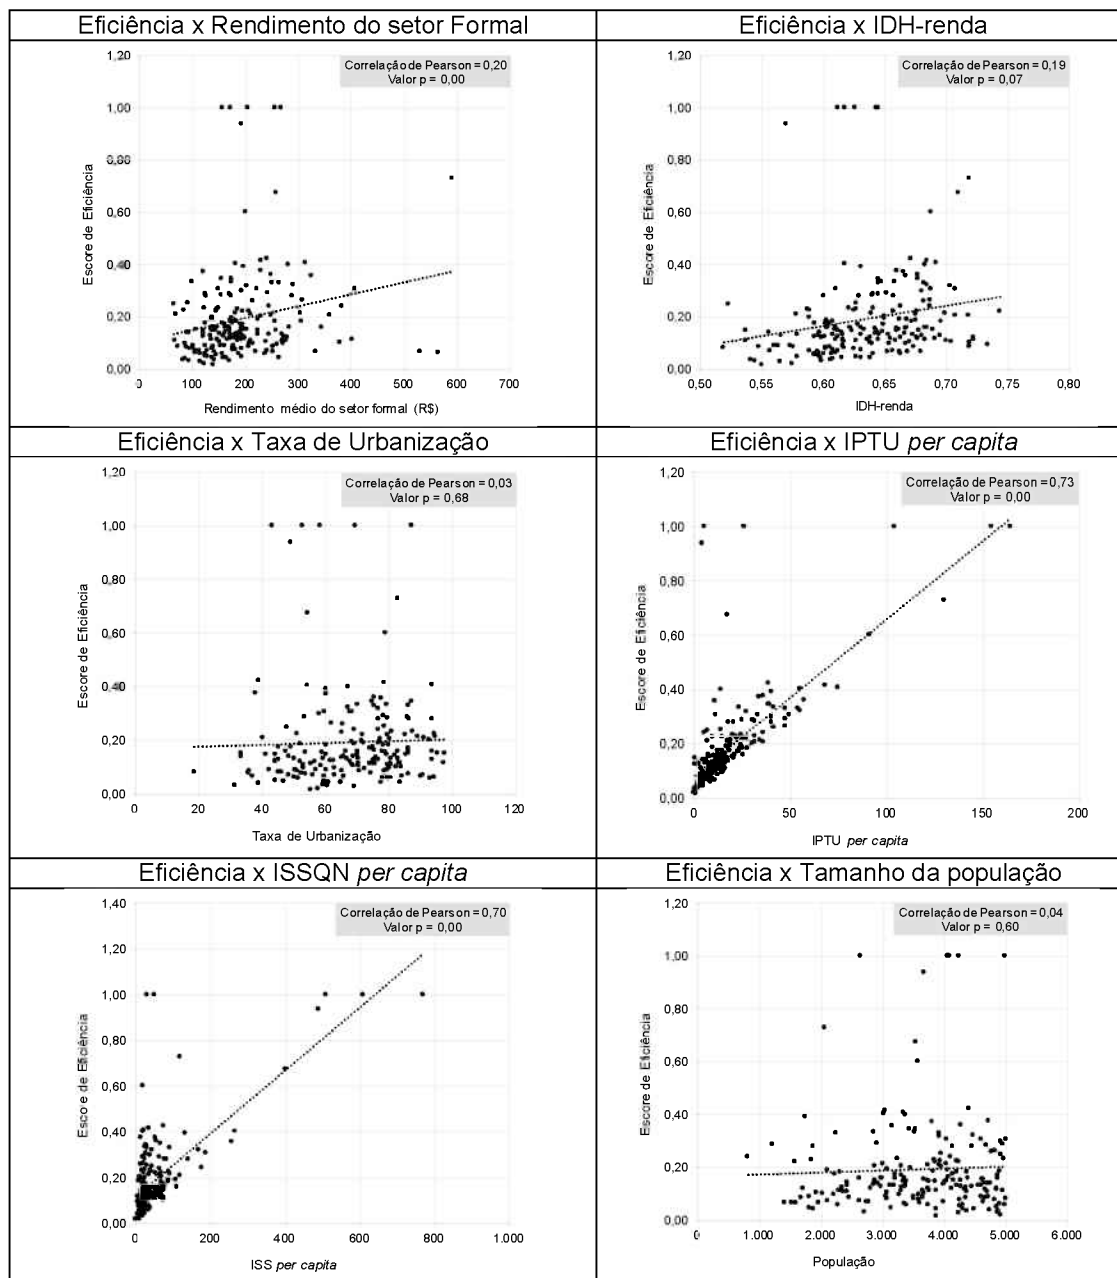 Eficiência x Rendimento do setor Formal
Correlação de Pearson = 0,20
Valor p = 0,00
1,20
1,00
0,80
0,60
0,40
0,20
0,00
Escore de Eficiência
0 100 200 300 400 500 600 700
Rendimento médio do setor formal (R$)
Eficiência x IDH-renda
Correlação de Pearson = 0,19
Valor p = 0,07
1,20
1,00
0,80
0,60
0,40
0,20
0,00
Escore de Eficiência
0,50 0,55 0,60 0,65 0,70 0,75 0,80
IDH-renda
Eficiência x Taxa de Urbanização
Correlação de Pearson = 0,03
Valor p = 0,68
1,20
1,00
0,80
0,60
0,40
0,20
0,00
Escore de Eficiência
0 20 40 60 80 100 120
Taxa de Urbanização
Eficiência x IPTU per capita
Correlação de Pearson = 0,73
Valor p = 0,00
1,20
1,00
0,80
0,60
0,40
0,20
0,00
Escore de Eficiência
0 50 100 150 200
IPTU per capita
Eficiência x ISSQN per capita
Correlação de Pearson = 0,70
Valor p = 0,00
1,40
1,20
1,00
0,80
0,60
0,40
0,20
0,00
Escore de Eficiência
0 200 400 600 800 1.000
ISS per capita
Eficiência x Tamanho da população
Correlação de Pearson = 0,04
Valor p = 0,60
1,20
1,00
0,80
0,60
0,40
0,20
0,00
Escore de Eficiência
0 1.000 2.000 3.000 4.000 5.000 6.000
População